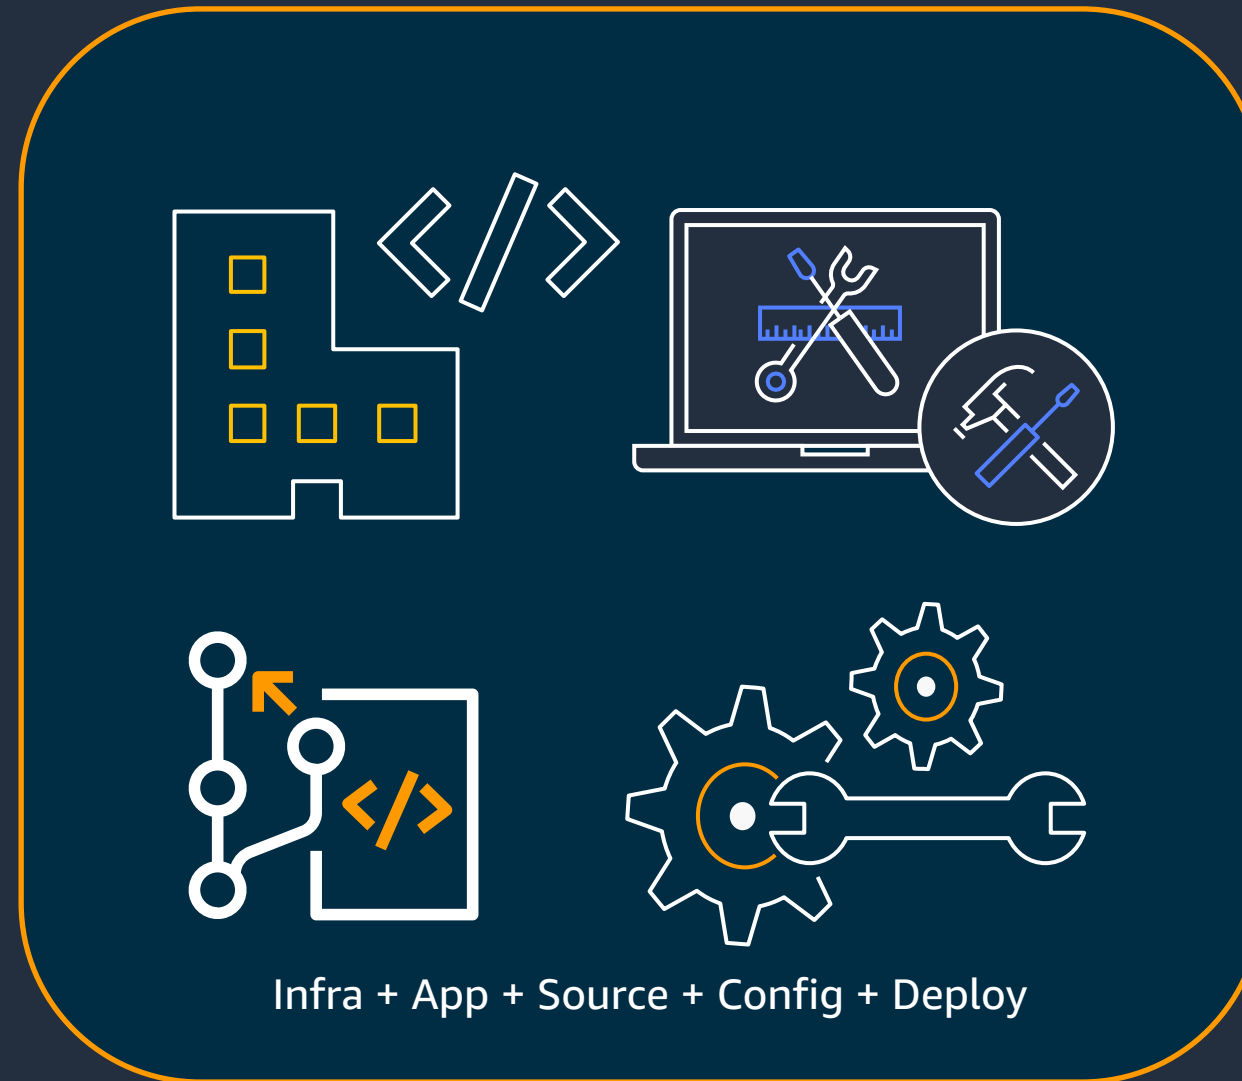 Infra + App + Source + Config + Deploy